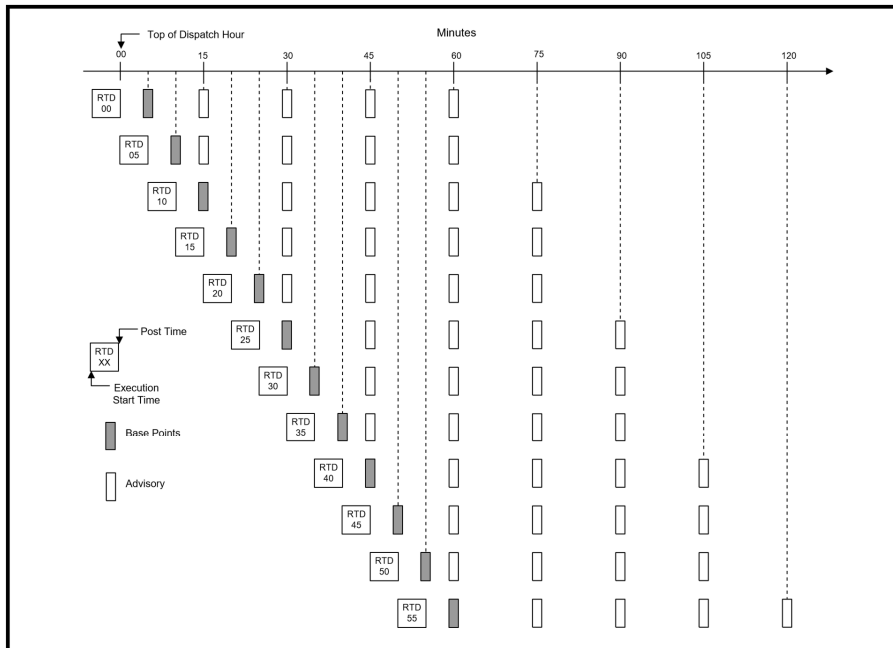 Top of Dispatch Hour
Minutes
00 15 30 45 60 75 90 105 120
RTD
00
RTD
05
RTD
10
RTD
15
RTD
20
RTD
25
Post Time
RTD
XX
Execution
Start Time
RTD
30
RTD
35
Base Points
RTD
40
Advisory
RTD
45
RTD
50
RTD
55